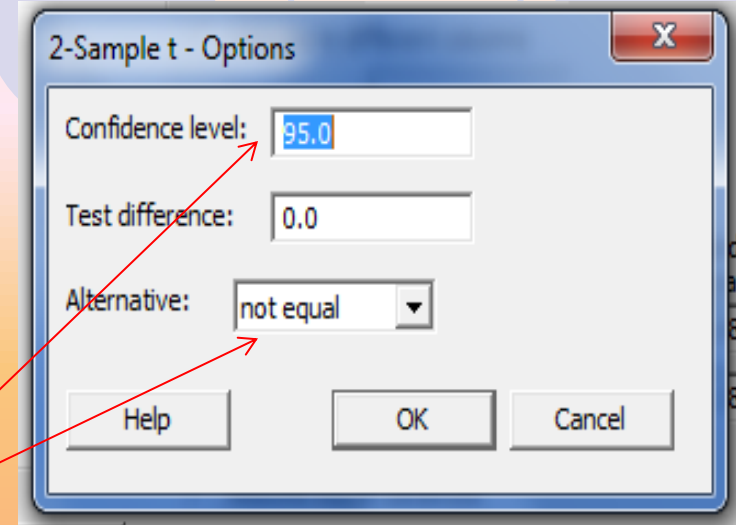 2-Sample t - Options
X
Confidence level: 95.0
Test difference: 0.0
Alternative: not equal
Help OK Cancel